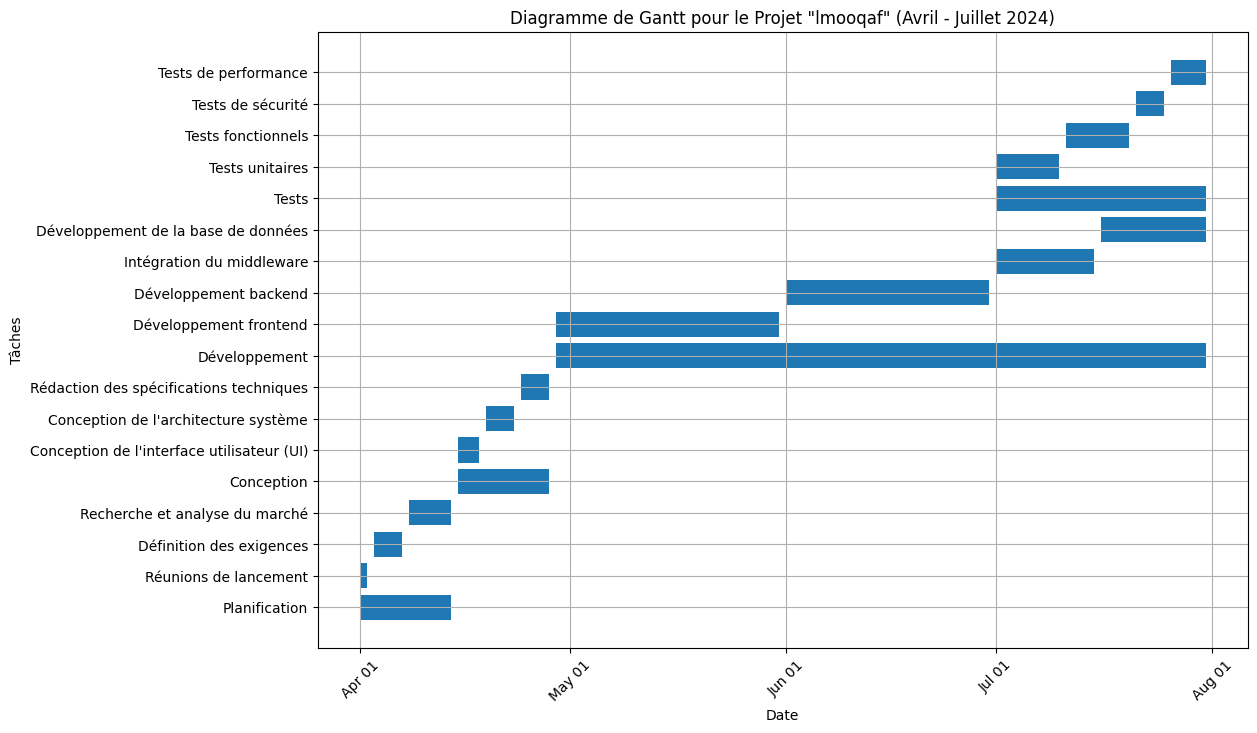 Diagramme de Gantt pour le Projet "lmooqaf" (Avril - Juillet 2024)
Tests de performance
Tests de sécurité
Tests fonctionnels
Tests unitaires
Tests
Développement de la base de données
Intégration du middleware
Développement backend
Développement frontend
Développement
Rédaction des spécifications techniques
Conception de l'architecture système
Conception de l'interface utilisateur (UI)
Conception
Recherche et analyse du marché
Définition des exigences
Réunions de lancement
Planification
Tâches
Apr 01
May 01
Jun 01
Jul 01
Aug 01
Date